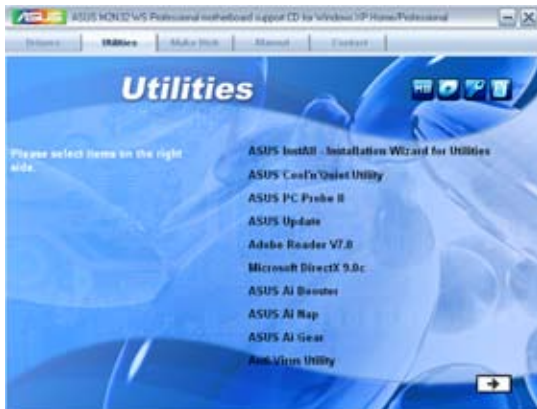 ASUS M2N32 WS Professional motherboard support CD for Windows XP Home/Professional
Drivers Utilities Make Disk Manual Contact
Utilities
Please select items on the right side.
ASUS InstAll - Installation Wizard for Utilities
ASUS Cool'n'Quiet Utility
ASUS PC Probe II
ASUS Update
Adobe Reader V7.0
Microsoft DirectX 9.0c
ASUS Ai Booster
ASUS Ai Nap
ASUS Ai Gear
Anti-Virus Utility